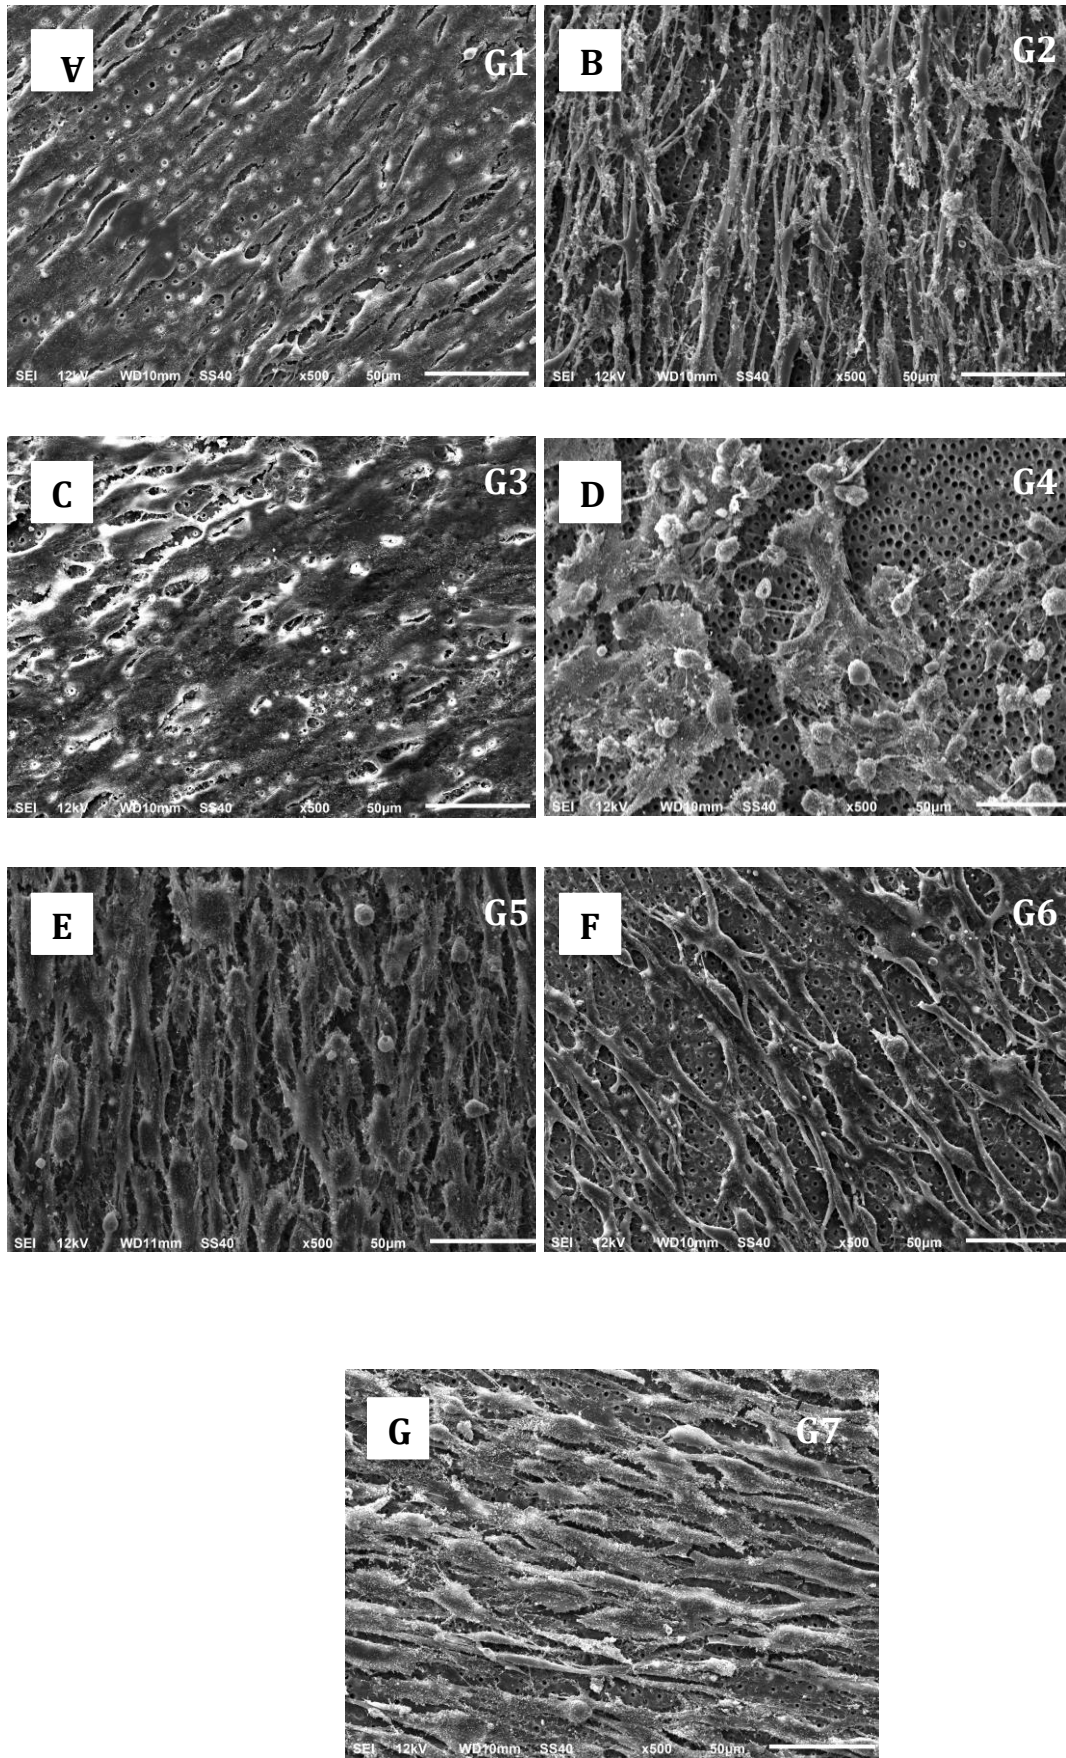 A G1
SEI 12kV WD10mm SS40 x500 50µm
B G2
SEI 12kV WD10mm SS40 x500 50µm
C G3
SEI 12kV WD10mm SS40 x500 50µm
D G4
SEI 12kV WD10mm SS40 x500 50µm
E G5
SEI 12kV WD11mm SS40 x500 50µm
F G6
SEI 12kV WD10mm SS40 x500 50µm
G G7
SEI 12kV WD10mm SS40 x500 50µm